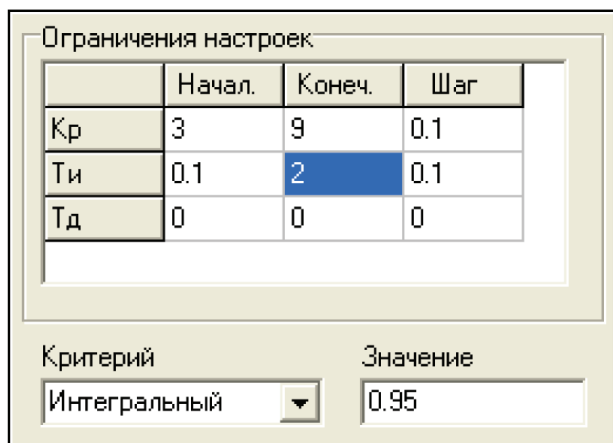 Ограничения настроек
Начал. Конеч. Шаг
Кр 3 9 0.1
Ти 0.1 2 0.1
Тд 0 0 0
Критерий Значение
Интегральный 0.95